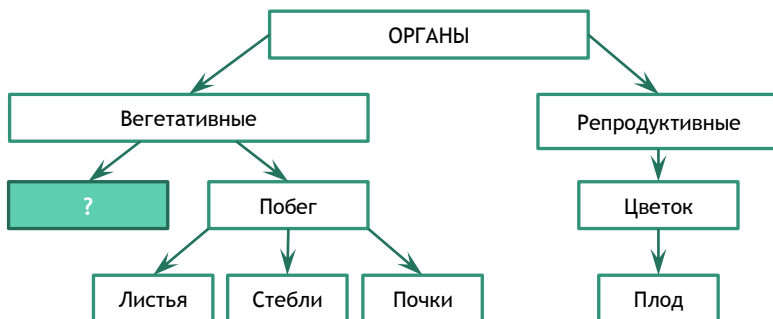 ОРГАНЫ
Вегетативные
Репродуктивные
?
Побег
Цветок
Листья
Стебли
Почки
Плод